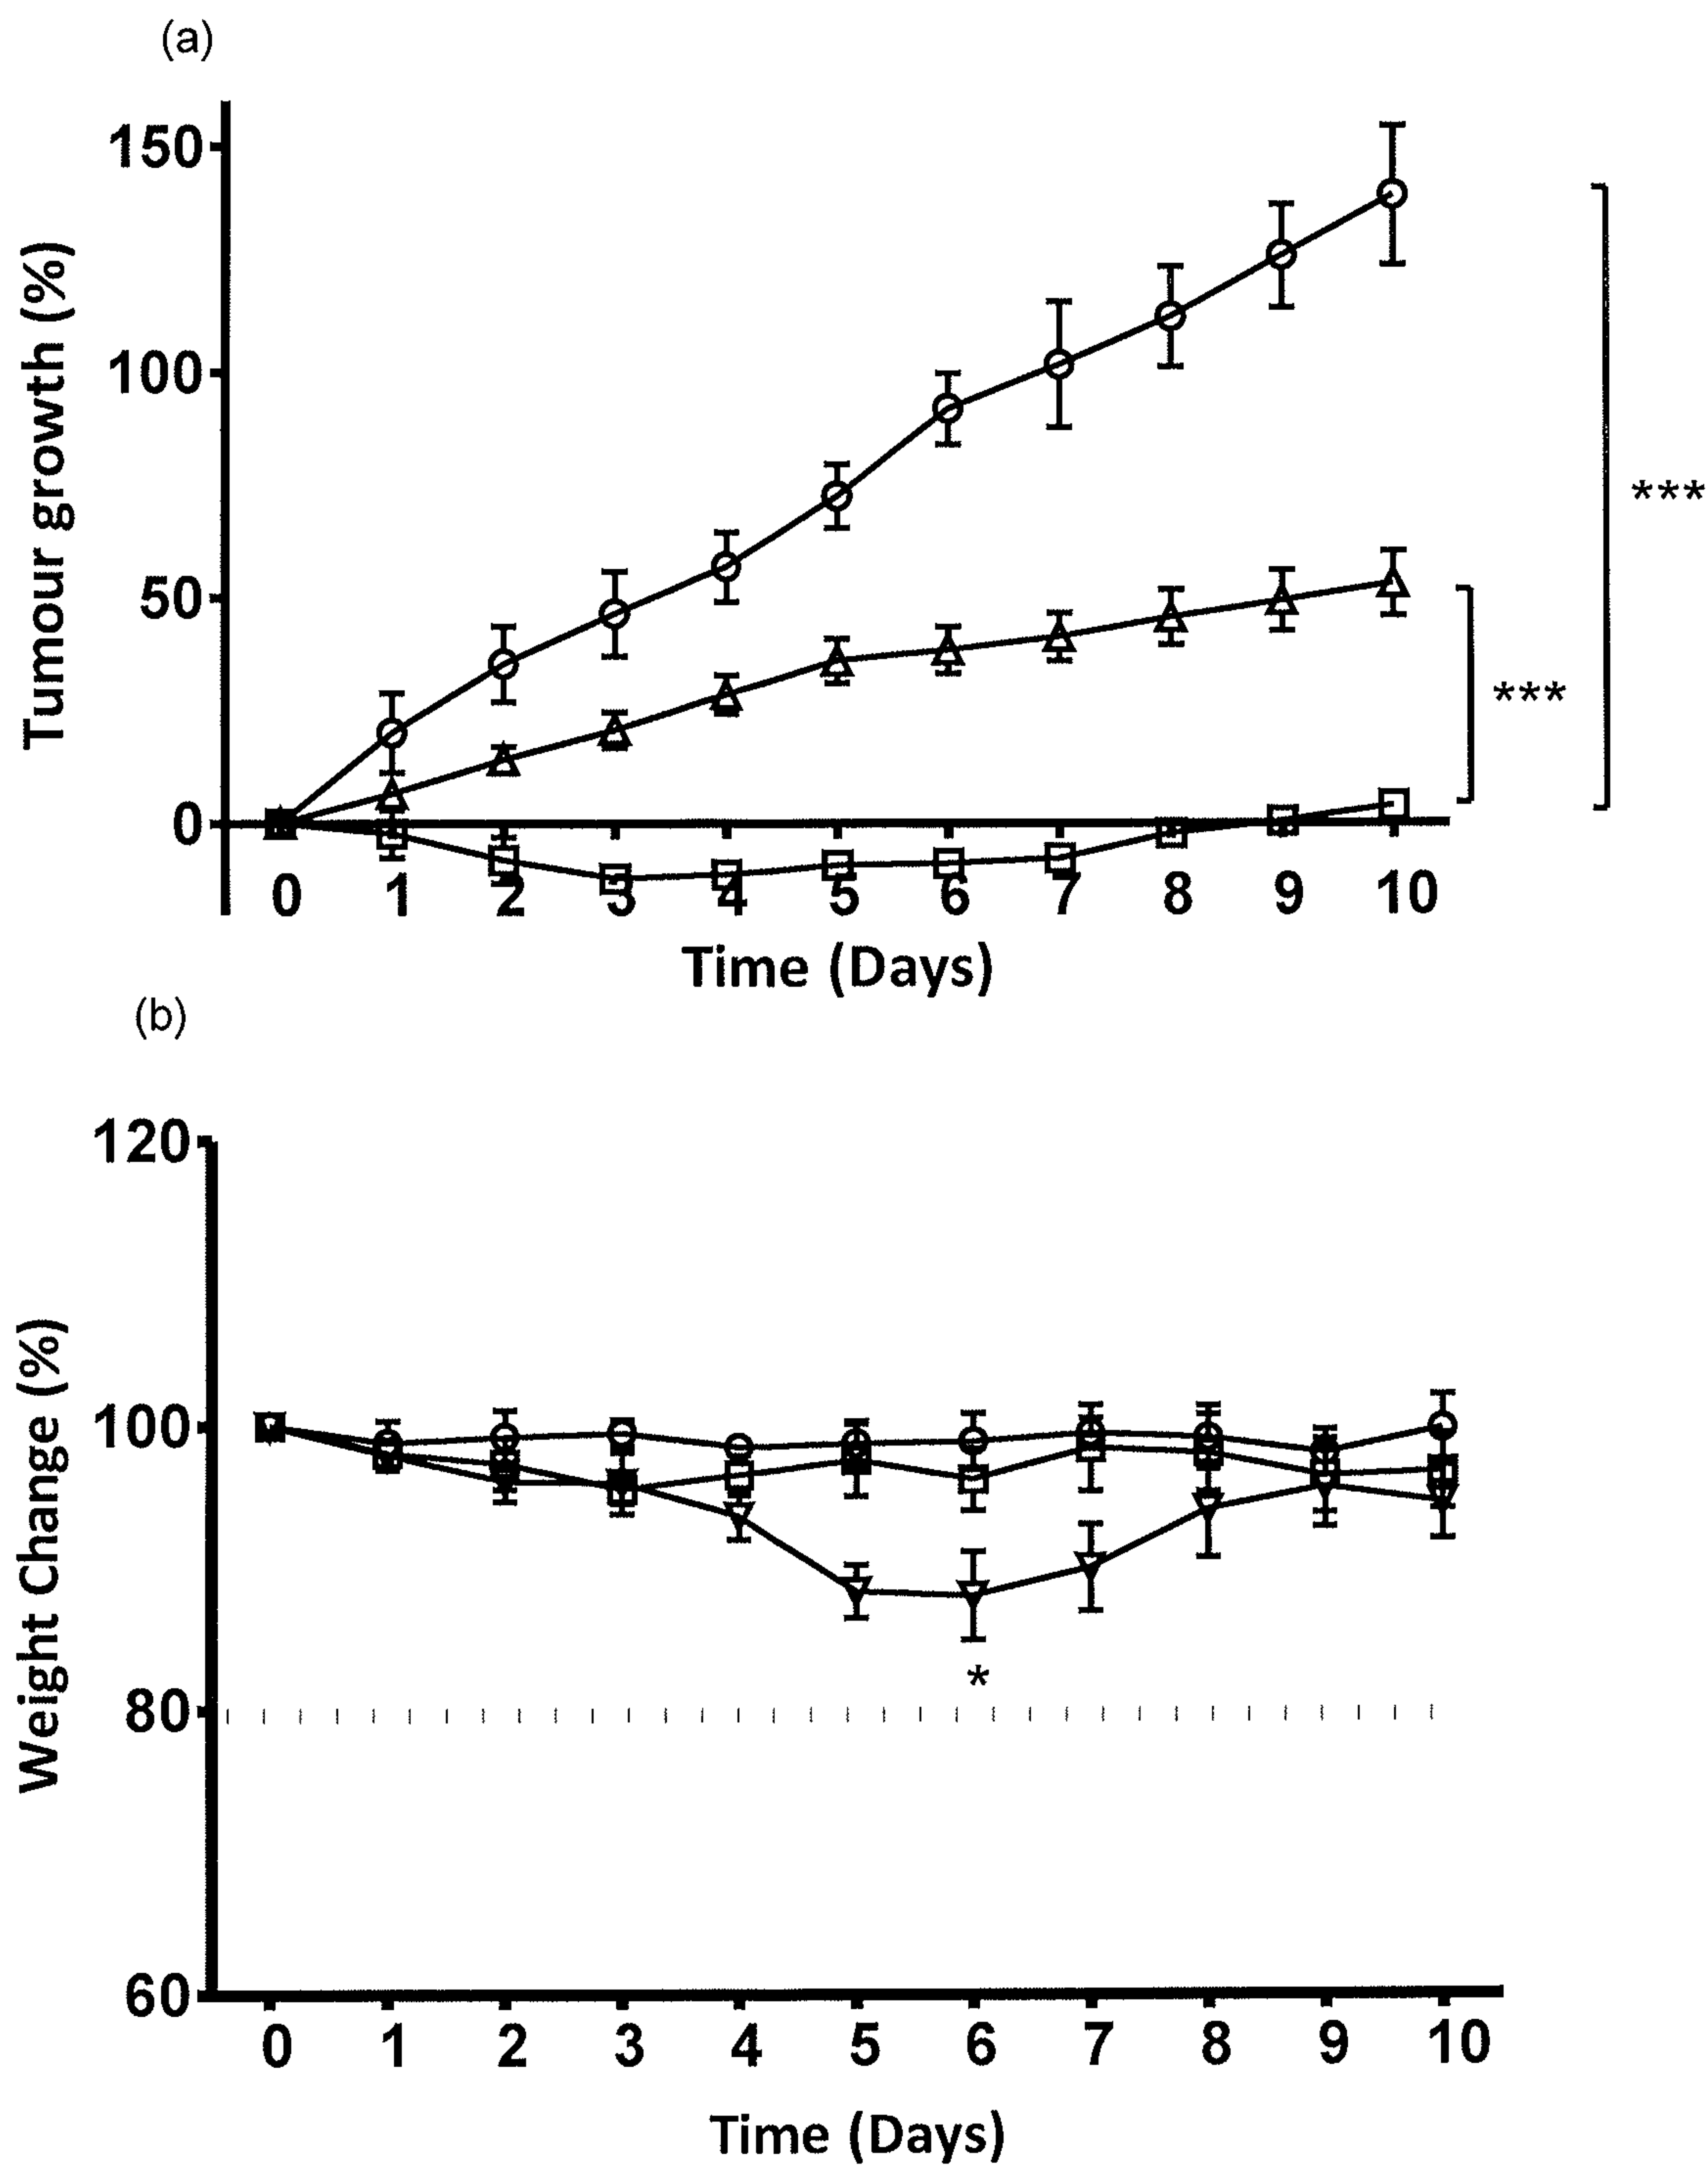 (a)
150
100
50
0
Tumour growth (%)
***
***
0 1 2 3 4 5 6 7 8 9 10
Time (Days)
(b)
120
100
80
60
Weight Change (%)
*
0 1 2 3 4 5 6 7 8 9 10
Time (Days)